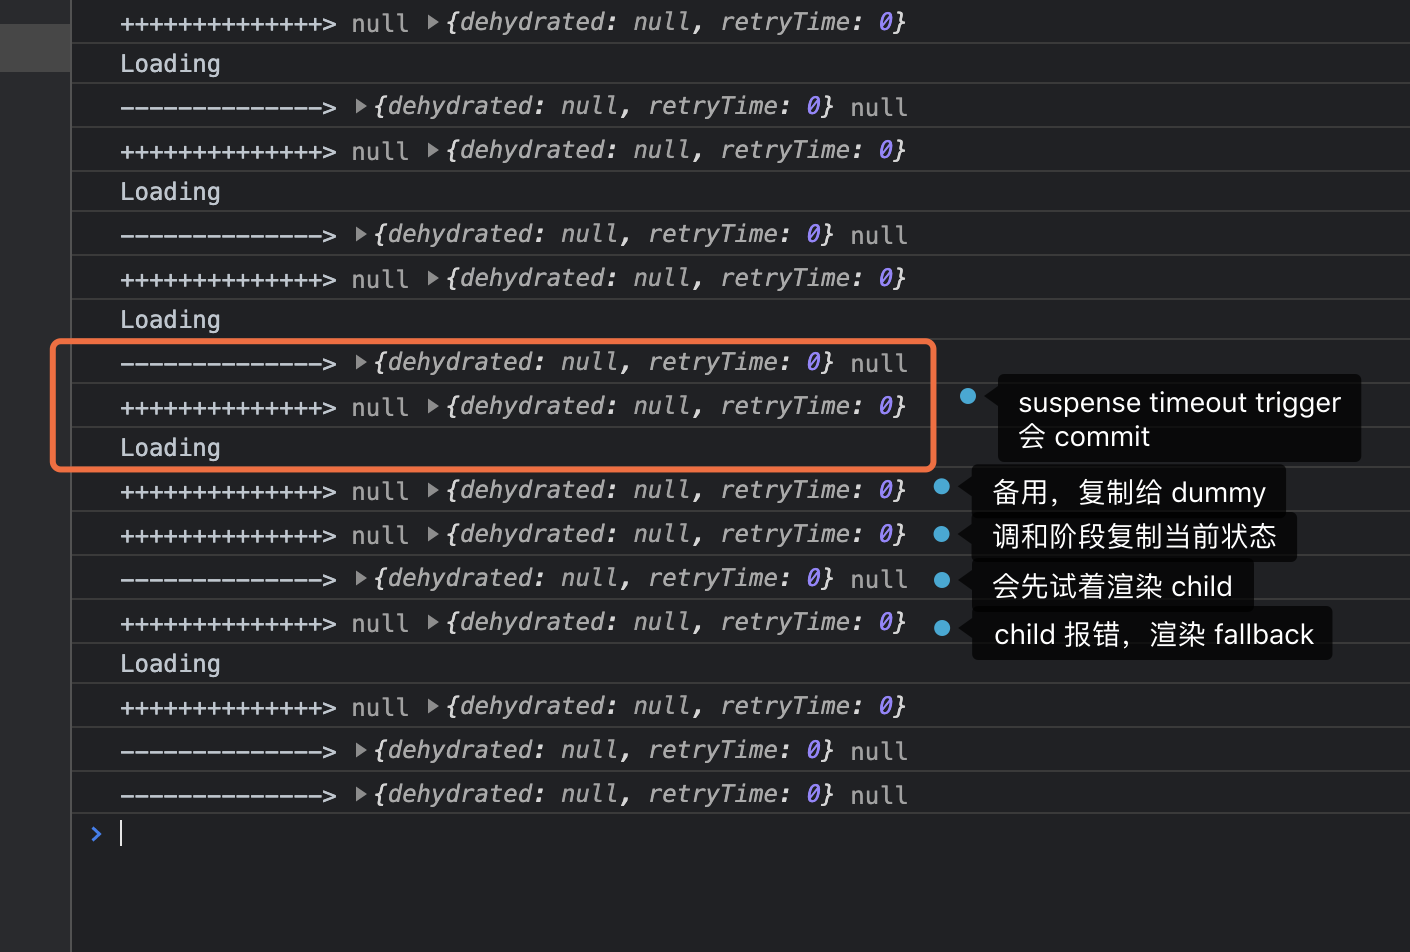 ++++++++++++++> null ▶{dehydrated: null, retryTime: 0}
Loading
--------------> ▶{dehydrated: null, retryTime: 0} null
++++++++++++++> null ▶{dehydrated: null, retryTime: 0}
Loading
--------------> ▶{dehydrated: null, retryTime: 0} null
++++++++++++++> null ▶{dehydrated: null, retryTime: 0}
Loading
--------------> ▶{dehydrated: null, retryTime: 0} null
++++++++++++++> null ▶{dehydrated: null, retryTime: 0}
suspense timeout trigger
会 commit
Loading
++++++++++++++> null ▶{dehydrated: null, retryTime: 0}
备用，复制给 dummy
++++++++++++++> null ▶{dehydrated: null, retryTime: 0}
调和阶段复制当前状态
--------------> ▶{dehydrated: null, retryTime: 0} null
会先试着渲染 child
++++++++++++++> null ▶{dehydrated: null, retryTime: 0}
child 报错，渲染 fallback
Loading
++++++++++++++> null ▶{dehydrated: null, retryTime: 0}
--------------> ▶{dehydrated: null, retryTime: 0} null
--------------> ▶{dehydrated: null, retryTime: 0} null
>